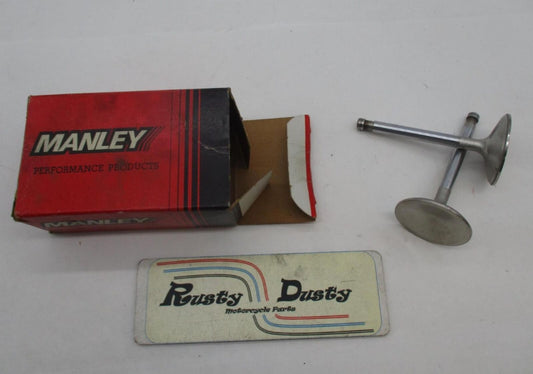 MANLEY
PERFORMANCE PRODUCTS
MANLEY
Rusty Dusty
Motorcycle Parts